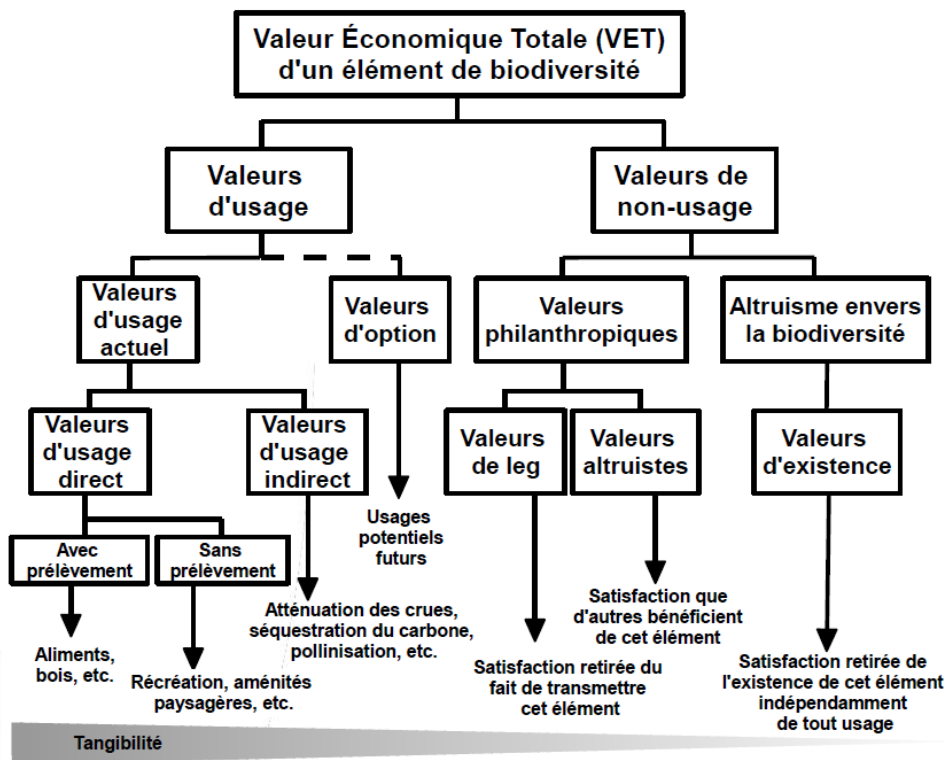 Valeur Économique Totale (VET)
d'un élément de biodiversité
Valeurs
d'usage
Valeurs de
non-usage
Valeurs
d'usage
actuel
Valeurs
d'option
Valeurs
philanthropiques
Altruisme envers
la biodiversité
Valeurs
d'usage
direct
Valeurs
d'usage
indirect
Valeurs
de leg
Valeurs
altruistes
Valeurs
d'existence
Usages
potentiels
futurs
Avec
prélèvement
Sans
prélèvement
Aliments,
bois, etc.
Récréation, aménités
paysagères, etc.
Atténuation des crues,
séquestration du carbone,
pollinisation, etc.
Satisfaction retirée du
fait de transmettre
cet élément
Satisfaction que
d'autres bénéficient
de cet élément
Satisfaction retirée de
l'existence de cet élément
indépendamment
de tout usage
Tangibilité